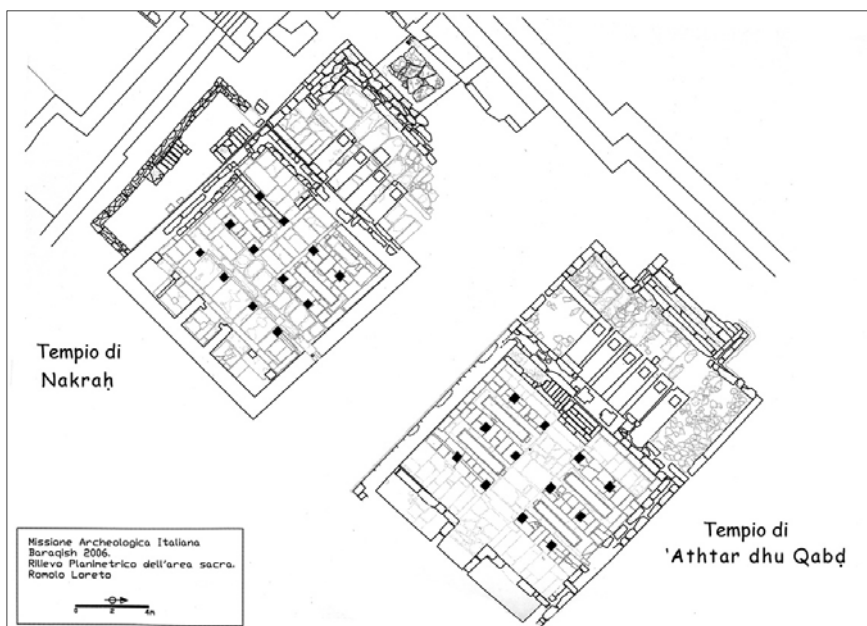 Tempio di
Nakraḥ
Tempio di
'Athtar dhu Qabḍ
Missione Archeologica Italiana
Baraqish 2006.
Rilievo Planimetrico dell'area sacra.
Romolo Loreto
0 2 4m